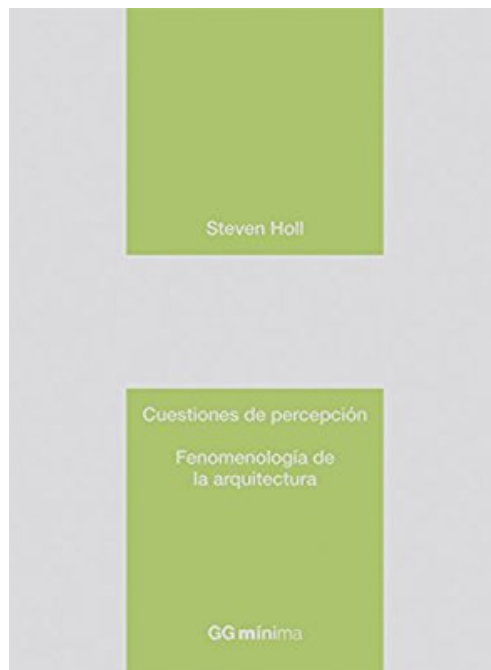 Steven Holl
Cuestiones de percepción
Fenomenología de
la arquitectura
GG mínima